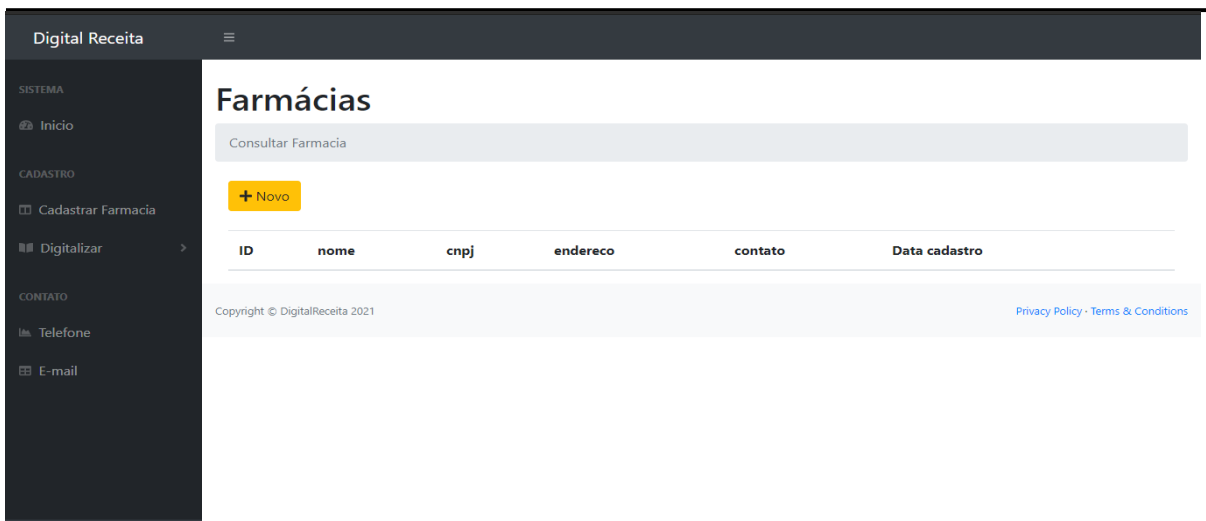 Digital Receita
SISTEMA
Inicio
CADASTRO
Cadastrar Farmacia
Digitalizar
CONTATO
Telefone
E-mail
Farmácias
Consultar Farmacia
Novo
ID nome cnpj endereco contato Data cadastro
Copyright © DigitalReceita 2021
Privacy Policy · Terms & Conditions